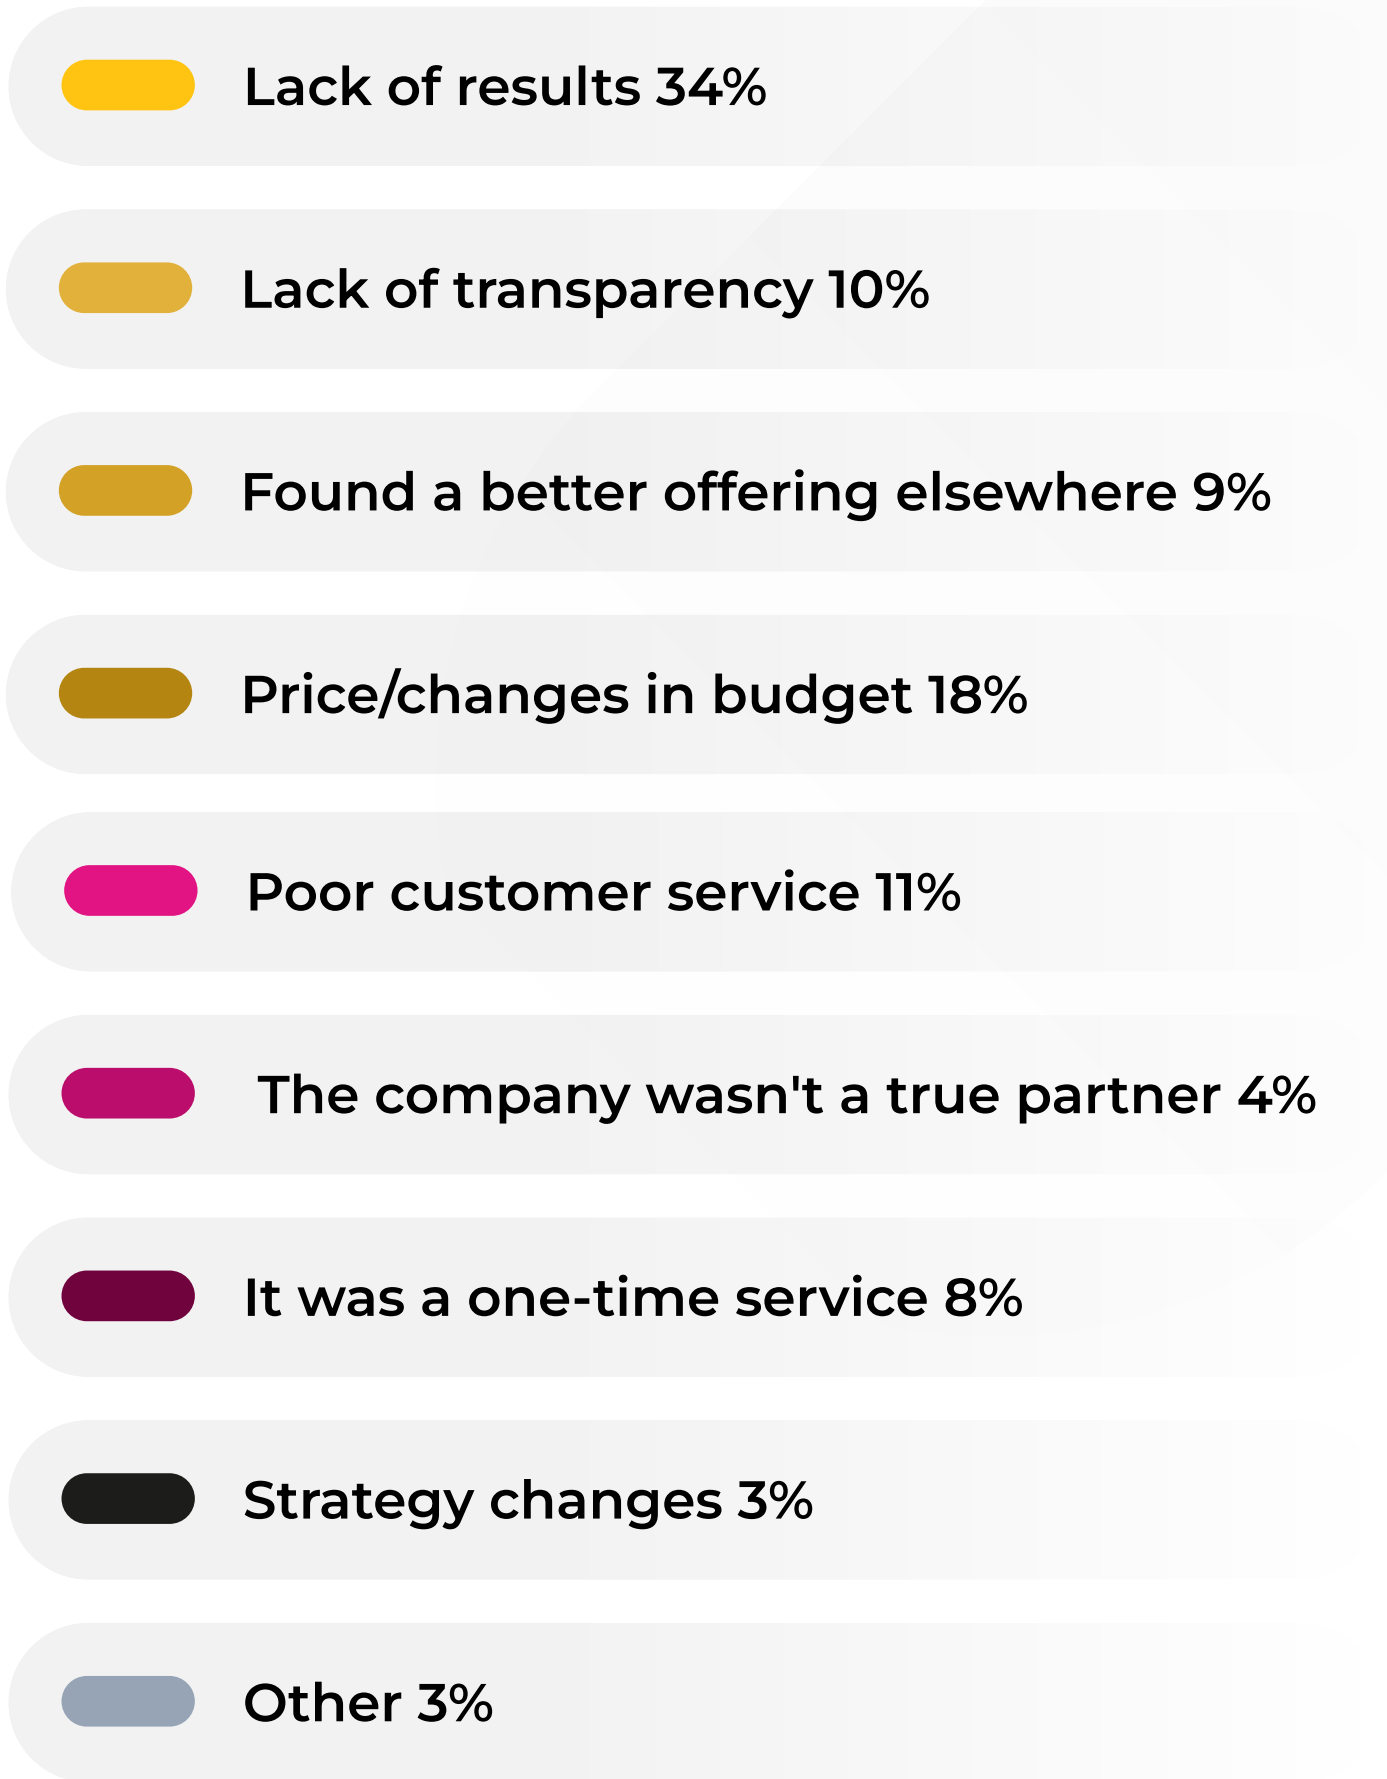 Lack of results 34%
Lack of transparency 10%
Found a better offering elsewhere 9%
Price/changes in budget 18%
Poor customer service 11%
The company wasn't a true partner 4%
It was a one-time service 8%
Strategy changes 3%
Other 3%